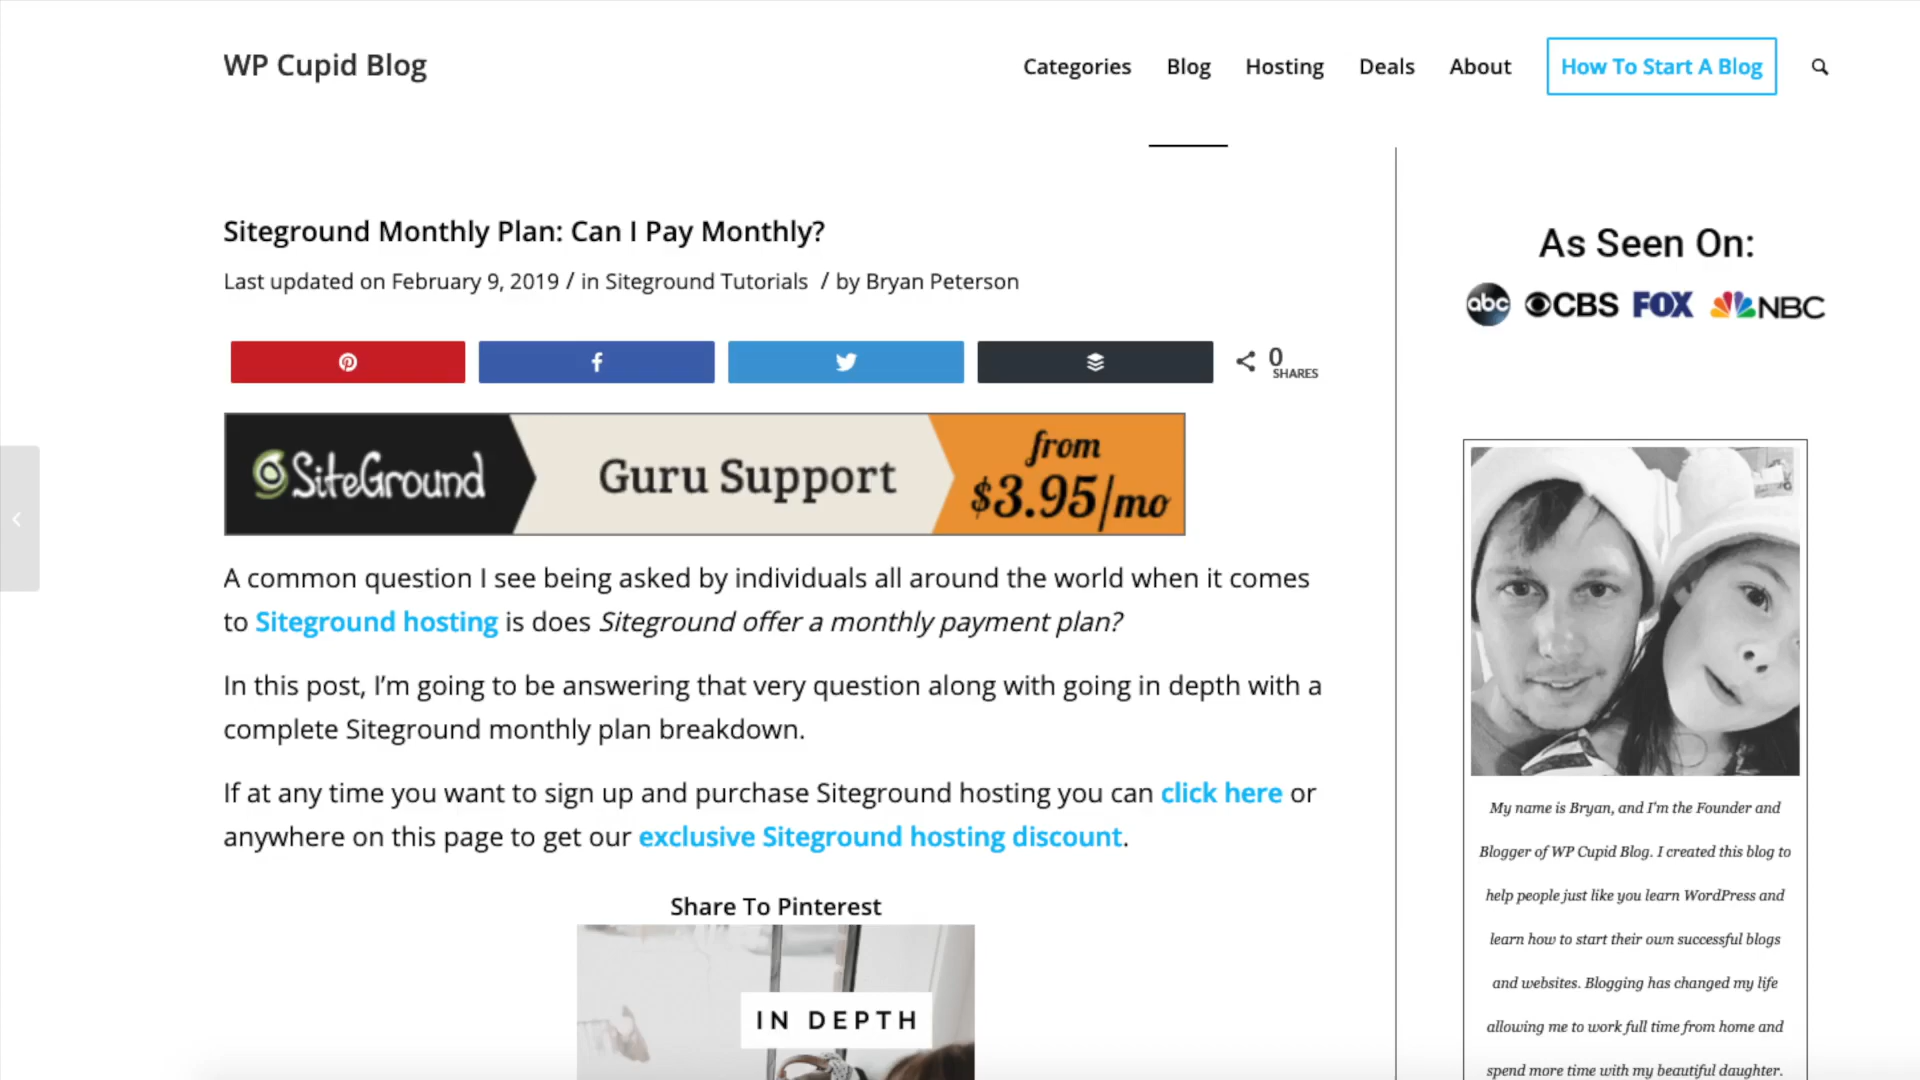 WP Cupid Blog
Categories Blog Hosting Deals About How To Start A Blog
Siteground Monthly Plan: Can I Pay Monthly?
Last updated on February 9, 2019 / in Siteground Tutorials / by Bryan Peterson
0
SHARES
SiteGround Guru Support from $3.95/mo
A common question I see being asked by individuals all around the world when it comes
to Siteground hosting is does Siteground offer a monthly payment plan?
In this post, I’m going to be answering that very question along with going in depth with a
complete Siteground monthly plan breakdown.
If at any time you want to sign up and purchase Siteground hosting you can click here or
anywhere on this page to get our exclusive Siteground hosting discount.
Share To Pinterest
IN DEPTH
As Seen On:
abc CBS FOX NBC
My name is Bryan, and I'm the Founder and
Blogger of WP Cupid Blog. I created this blog to
help people just like you learn WordPress and
learn how to start their own successful blogs
and websites. Blogging has changed my life
allowing me to work full time from home and
spend more time with my beautiful daughter.